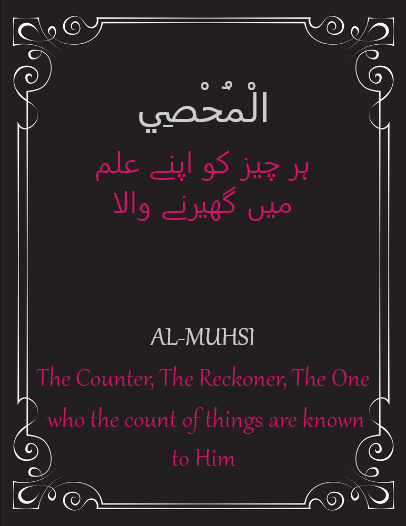 الْمُحْصِي
ہر چیز کو اپنے علم
میں گھیرنے والا
AL-MUHSI
The Counter, The Reckoner, The One
who the count of things are known
to Him